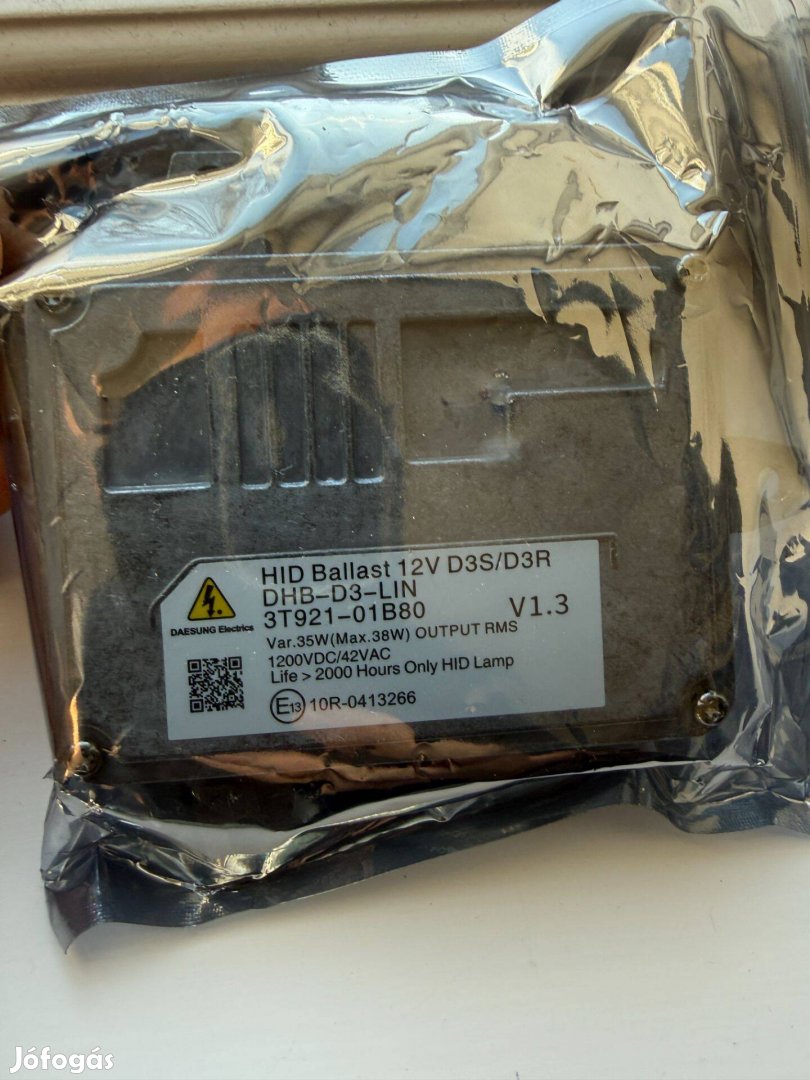 HID Ballast 12V D3S/D3R
DHB-D3-LIN
3T921-01B80 V1.3
DAESUNG Electrics
Var.35W(Max.38W) OUTPUT RMS
1200VDC/42VAC
Life > 2000 Hours Only HID Lamp
E13 10R-0413266
Jófogás